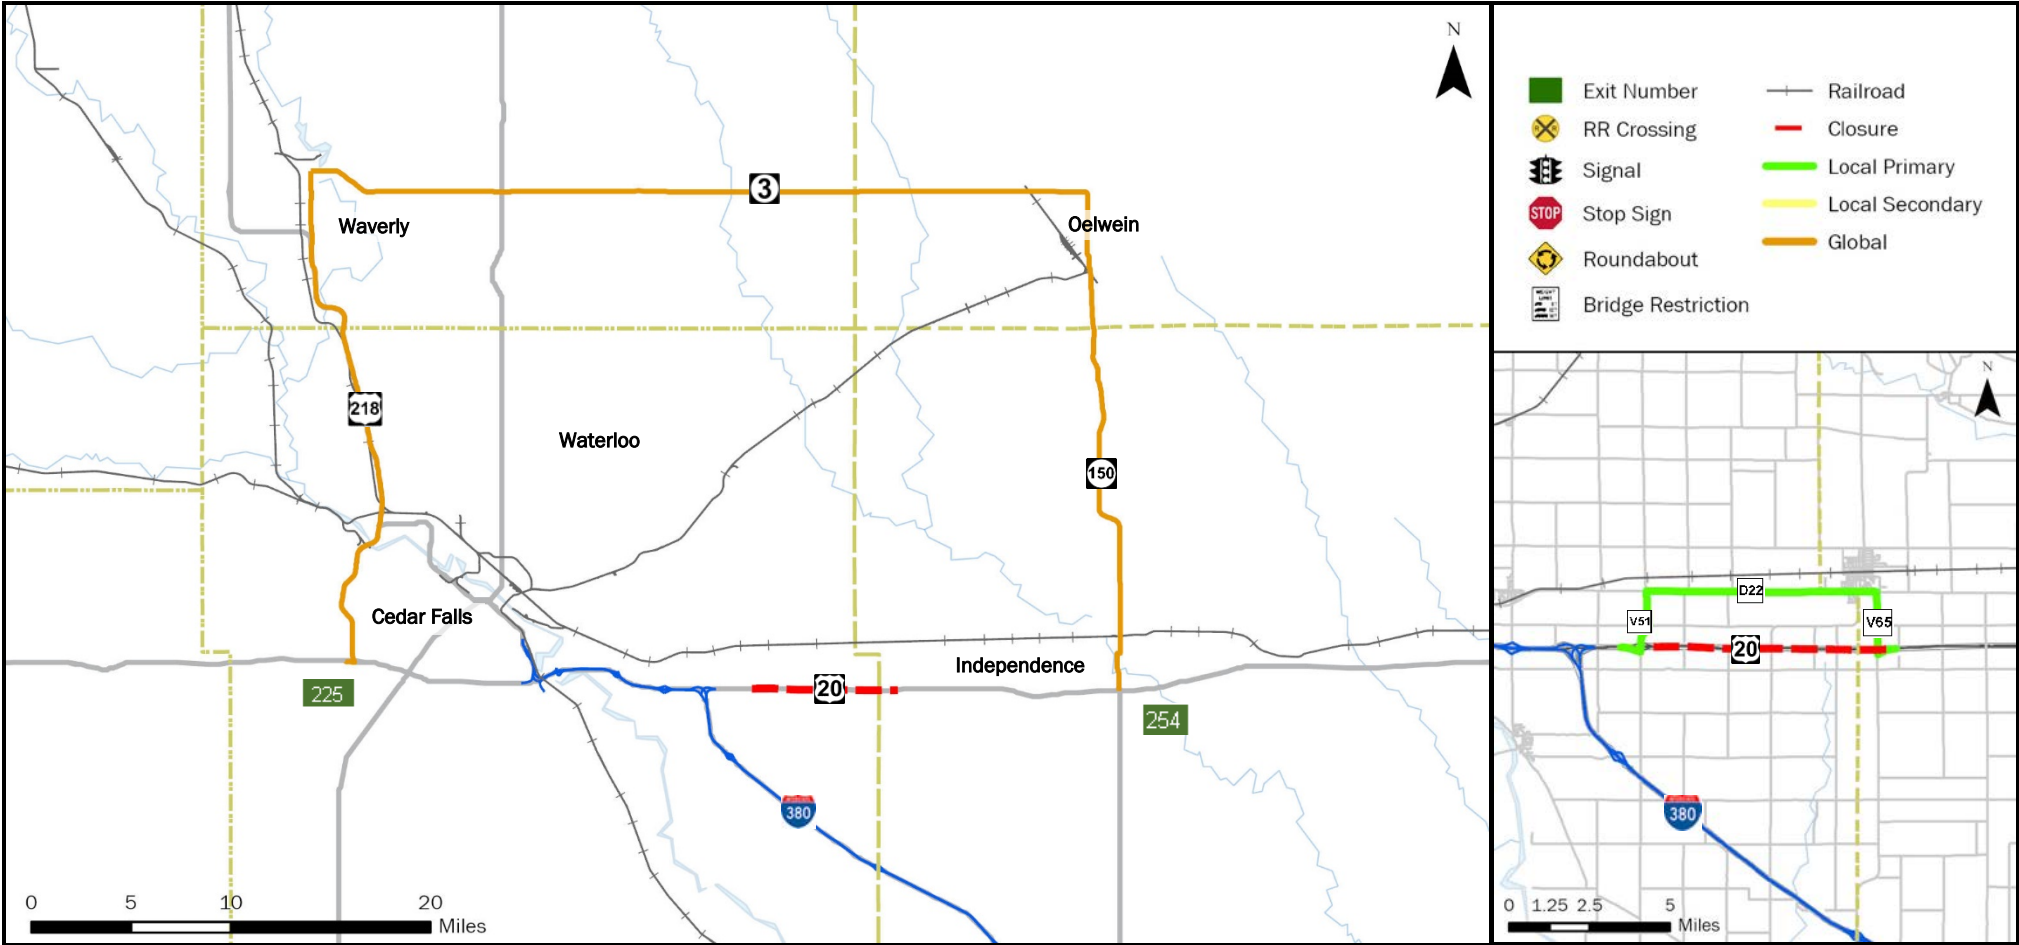 N
3
Waverly
Oelwein
218
Waterloo
150
Cedar Falls
Independence
225
20
254
380
0 5 10 20
Miles
Exit Number
RR Crossing
Signal
STOP
Stop Sign
Roundabout
Bridge Restriction
Railroad
Closure
Local Primary
Local Secondary
Global
N
D22
V51
V65
20
380
0 1.25 2.5 5
Miles